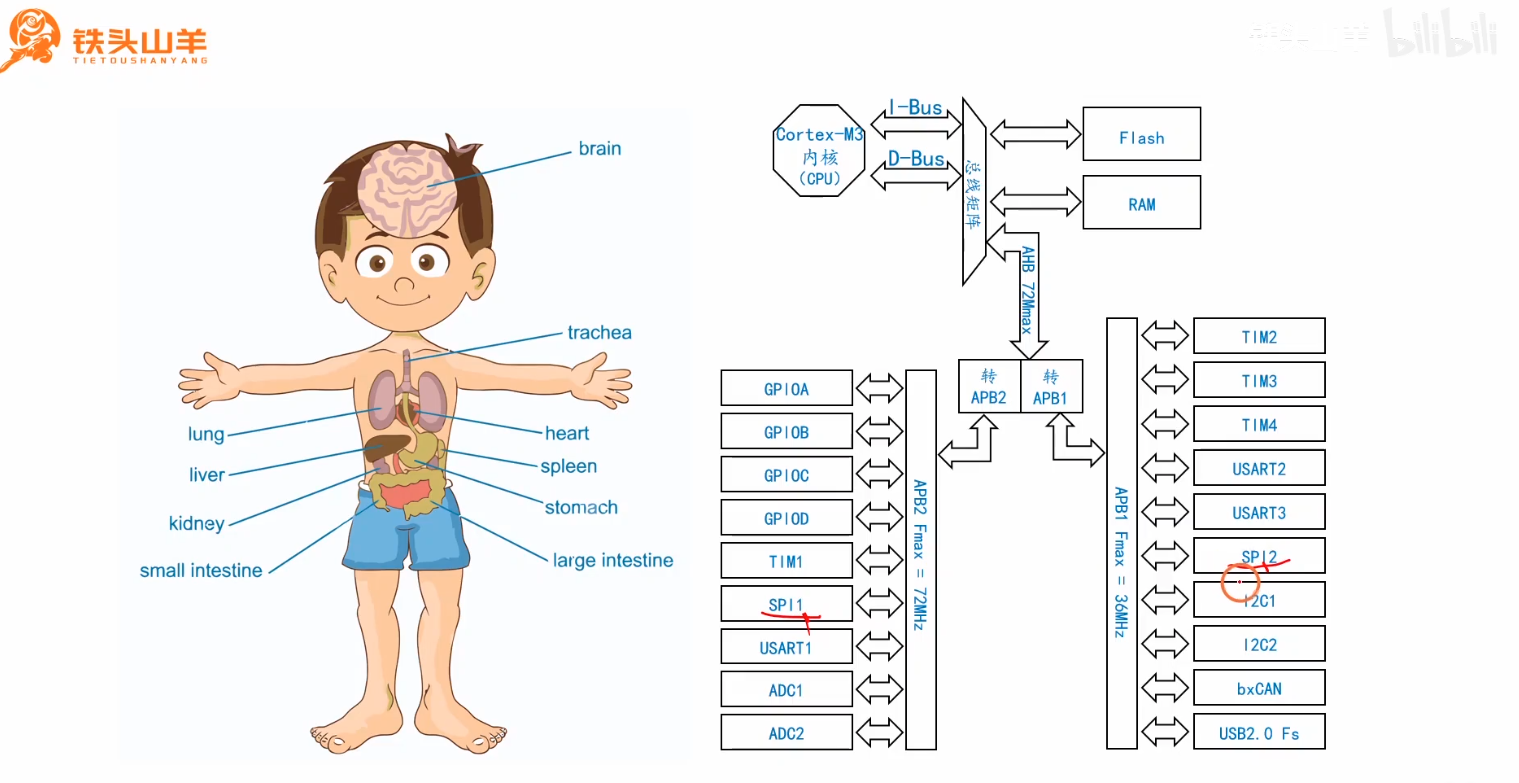 铁头山羊
TIETOUSHANYANG
bilibili
brain
trachea
lung
heart
liver
spleen
kidney
stomach
small intestine
large intestine
Cortex-M3
内核
(CPU)
I-Bus
D-Bus
总线矩阵
Flash
RAM
AHB 72Mmax
转
APB2
转
APB1
GPIOA
GPIOB
GPIOC
GPIOD
TIM1
SPI1
USART1
ADC1
ADC2
APB2 Fmax = 72MHz
APB1 Fmax = 36MHz
TIM2
TIM3
TIM4
USART2
USART3
SPI2
I2C1
I2C2
bxCAN
USB2.0 Fs